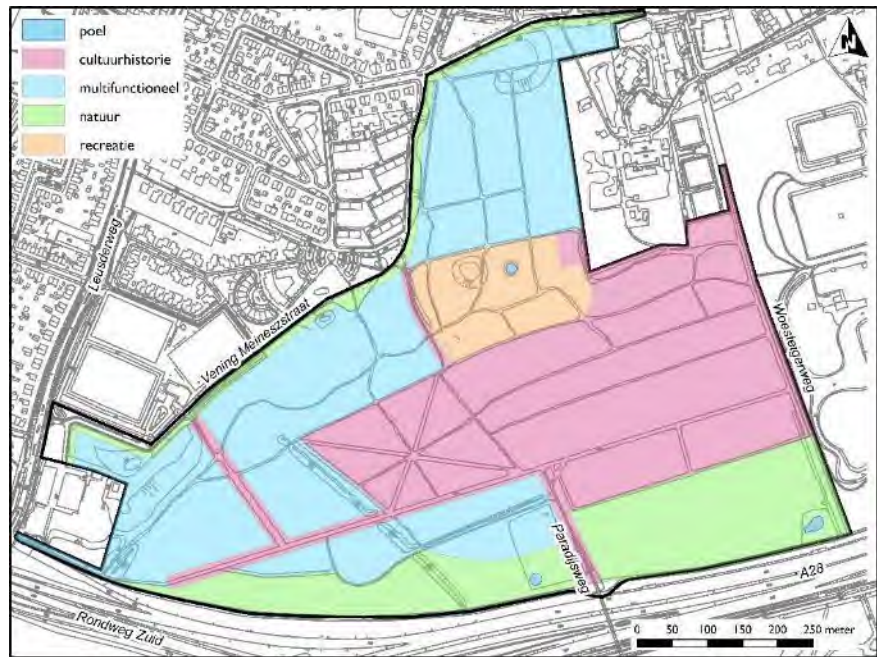 poel
cultuurhistorie
multifunctioneel
natuur
recreatie
N
Leusderweg
Vening Meineszstraat
Woesteigerweg
Paradijsweg
A28
Rondweg Zuid
0 50 100 150 200 250 meter